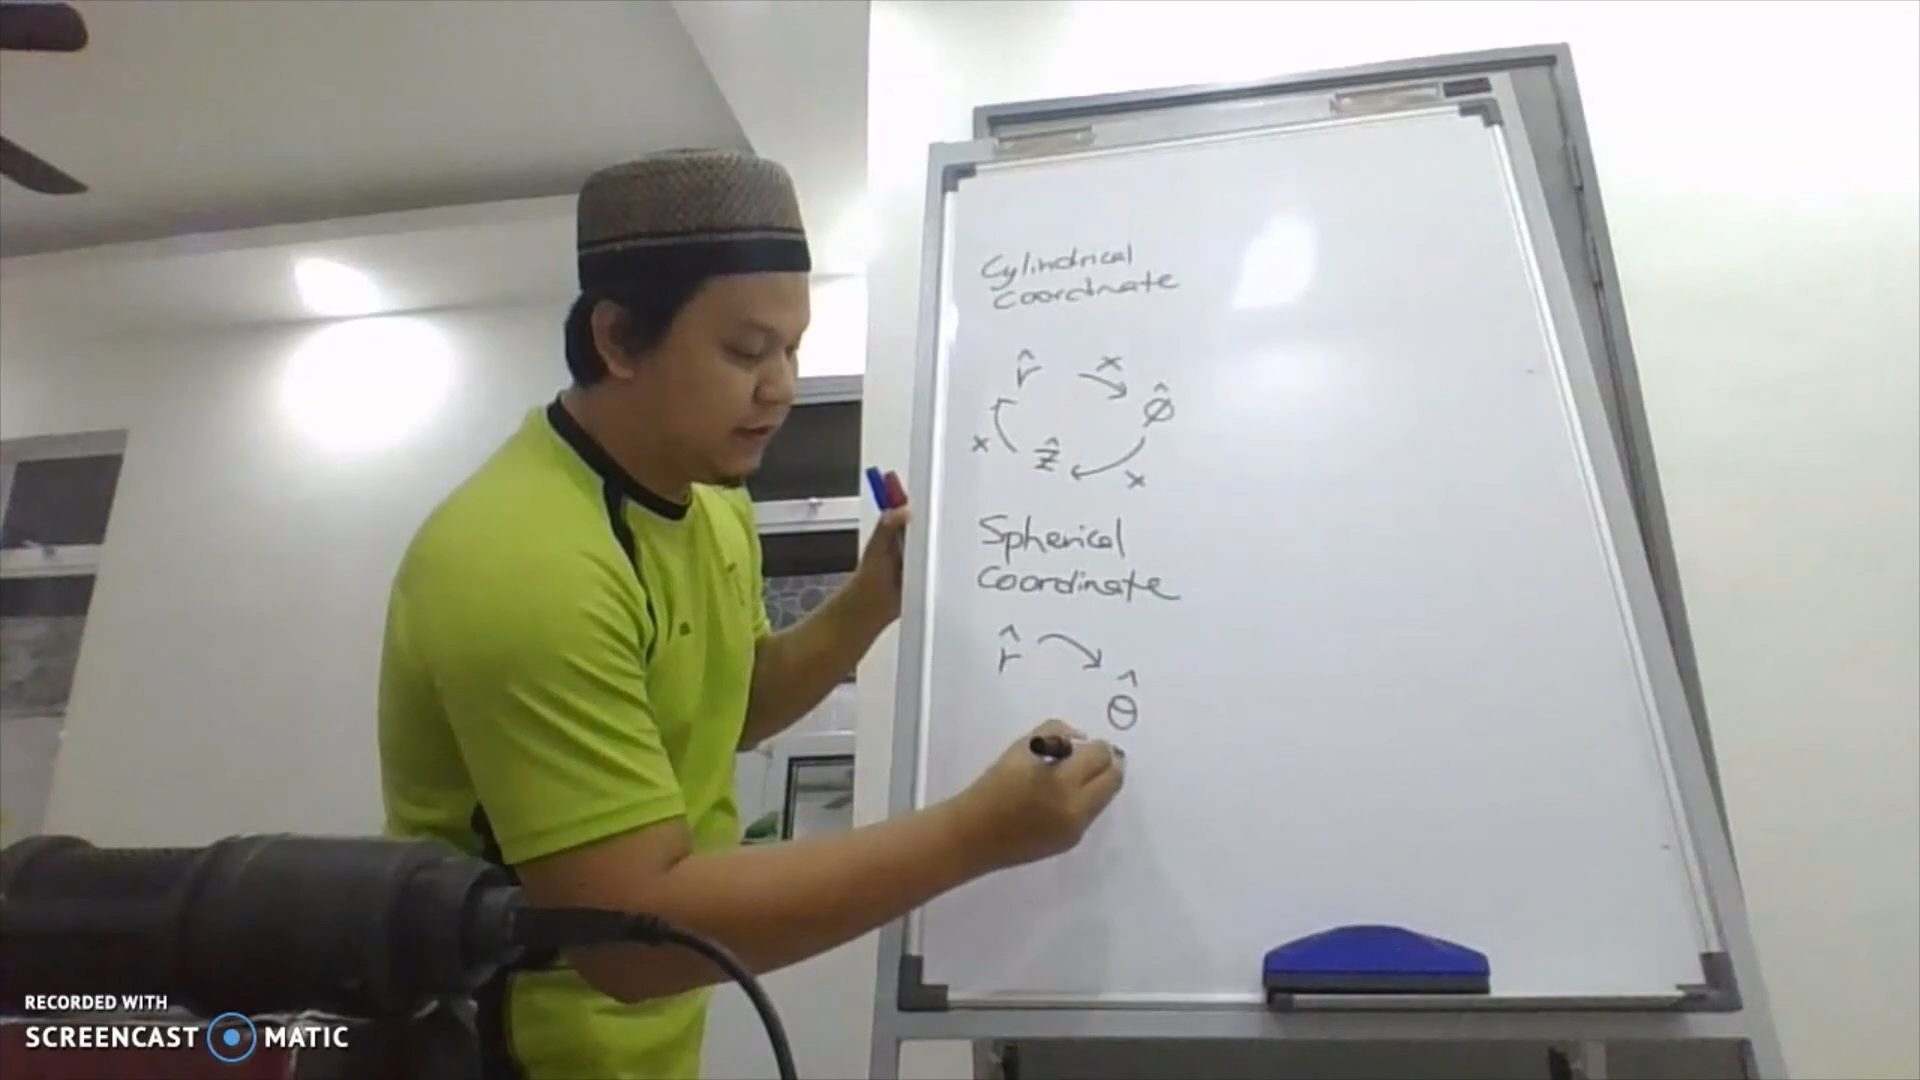 Cylindrical
Coordinate
r̂ x φ̂
x ẑ x
Spherical
Coordinate
r̂
θ̂
RECORDED WITH
SCREENCAST MATIC